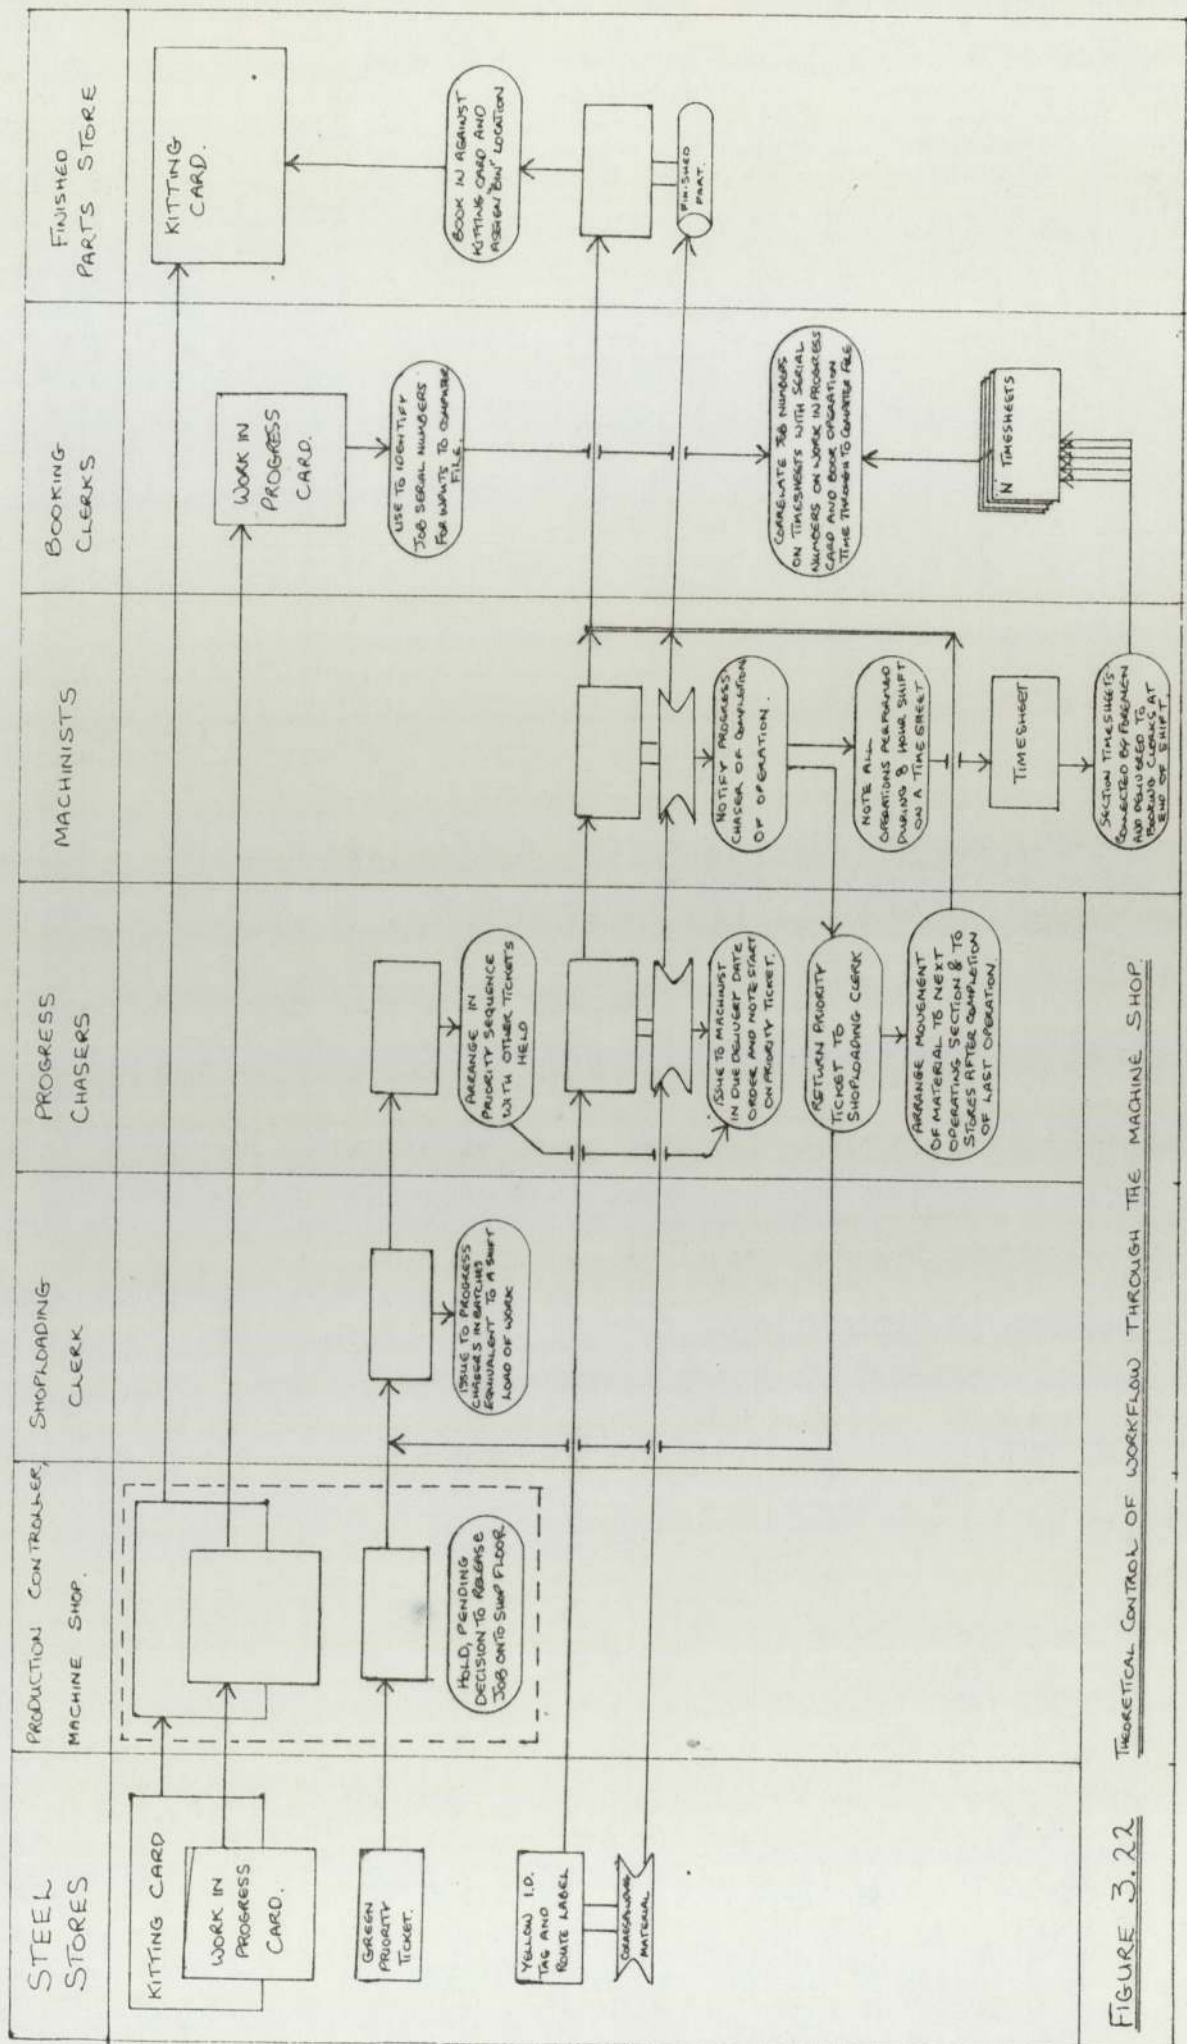 STEEL
STORES
PRODUCTION CONTROLLER,
MACHINE SHOP.
SHOPLOADING
CLERK
PROGRESS
CHASERS
MACHINISTS
BOOKING
CLERKS
FINISHED
PARTS STORE
KITTING CARD
WORK IN
PROGRESS
CARD.
GREEN
PRIORITY
TICKET.
YELLOW I.D.
TAG AND
ROUTE LABEL
CORRESPONDING
MATERIAL
HOLD, PENDING
DECISION TO RELEASE
JOB ONTO SHOP FLOOR
ISSUE TO PROGRESS
CHASERS IN BATCHES
EQUIVALENT TO A SHIFT
LOAD OF WORK
ARRANGE IN
PRIORITY SEQUENCE
WITH OTHER TICKETS
HELD
ISSUE TO MACHINIST
IN DUE DELIVERY DATE
ORDER AND NOTE START
ON PRIORITY TICKET.
RETURN PRIORITY
TICKET TO
SHOPLOADING CLERK
ARRANGE MOVEMENT
OF MATERIAL TO NEXT
OPERATING SECTION & TO
STORES AFTER COMPLETION
OF LAST OPERATION.
NOTIFY PROGRESS
CHASER OF COMPLETION
OF OPERATION.
NOTE ALL
OPERATIONS PERFORMED
DURING 8 HOUR SHIFT
ON A TIME SHEET
TIMESHEET
SECTION TIMESHEETS
COLLECTED BY FOREMEN
AND DELIVERED TO
BOOKING CLERKS AT
END OF SHIFT.
WORK IN
PROGRESS
CARD.
USE TO IDENTIFY
JOB SERIAL NUMBERS
FOR INPUTS TO COMPUTER
FILE.
CORRELATE JOB NUMBERS
ON TIMESHEETS WITH SERIAL
NUMBERS ON WORK IN PROGRESS
CARD AND BOOK OPERATION
TIME THROUGH TO COMPUTER FILE
N TIMESHEETS
KITTING
CARD.
BOOK IN AGAINST
KITTING CARD AND
ASSIGN "BIN" LOCATION
FINISHED
PART.
FIGURE 3.22 THEORETICAL CONTROL OF WORKFLOW THROUGH THE MACHINE SHOP.